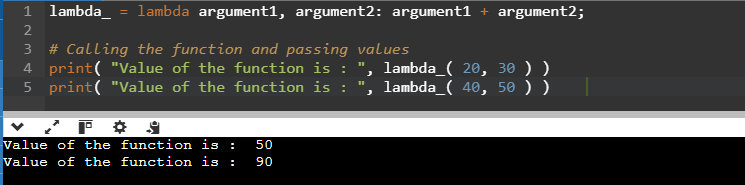 1 lambda_ = lambda argument1, argument2: argument1 + argument2;
2
3 # Calling the function and passing values
4 print( "Value of the function is : ", lambda_( 20, 30 ) )
5 print( "Value of the function is : ", lambda_( 40, 50 ) )
Value of the function is :  50
Value of the function is :  90